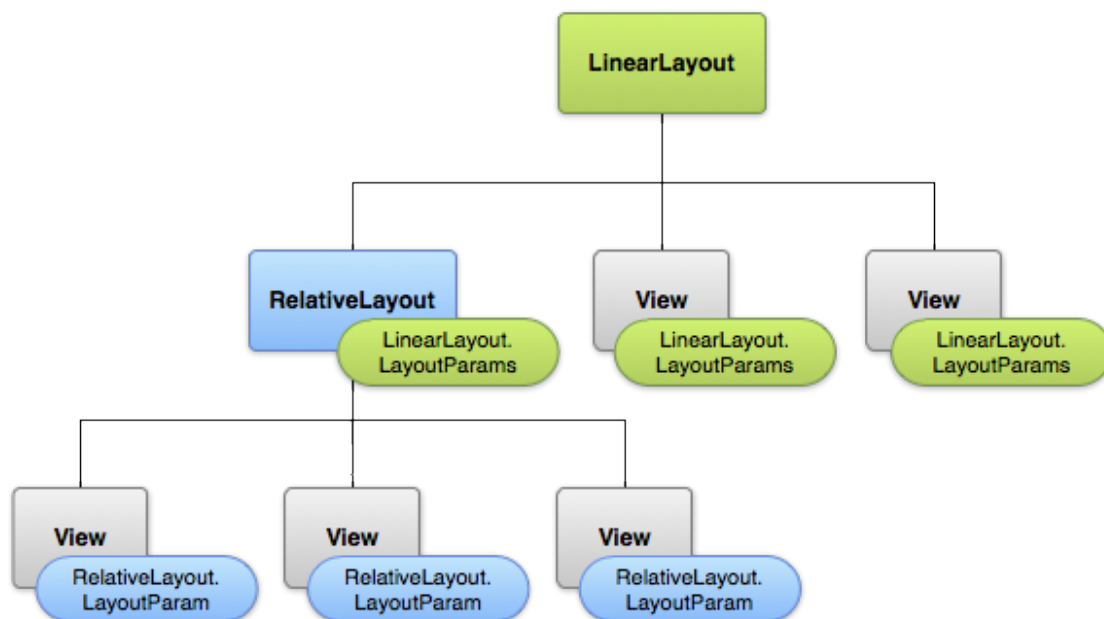 LinearLayout
RelativeLayout
LinearLayout.
LayoutParams
View
LinearLayout.
LayoutParams
View
LinearLayout.
LayoutParams
View
RelativeLayout.
LayoutParam
View
RelativeLayout.
LayoutParam
View
RelativeLayout.
LayoutParam